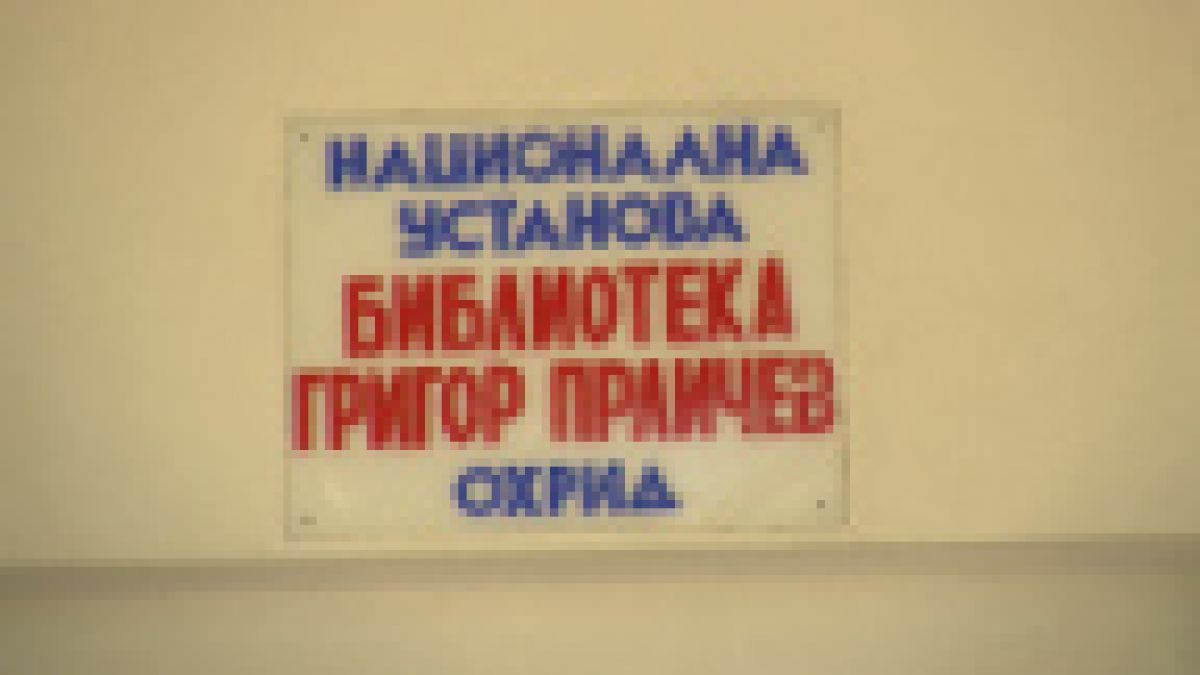 НАЦИОНАЛНА
УСТАНОВА
БИБЛИОТЕКА
ГРИГОР ПРЛИЧЕВ
ОХРИД